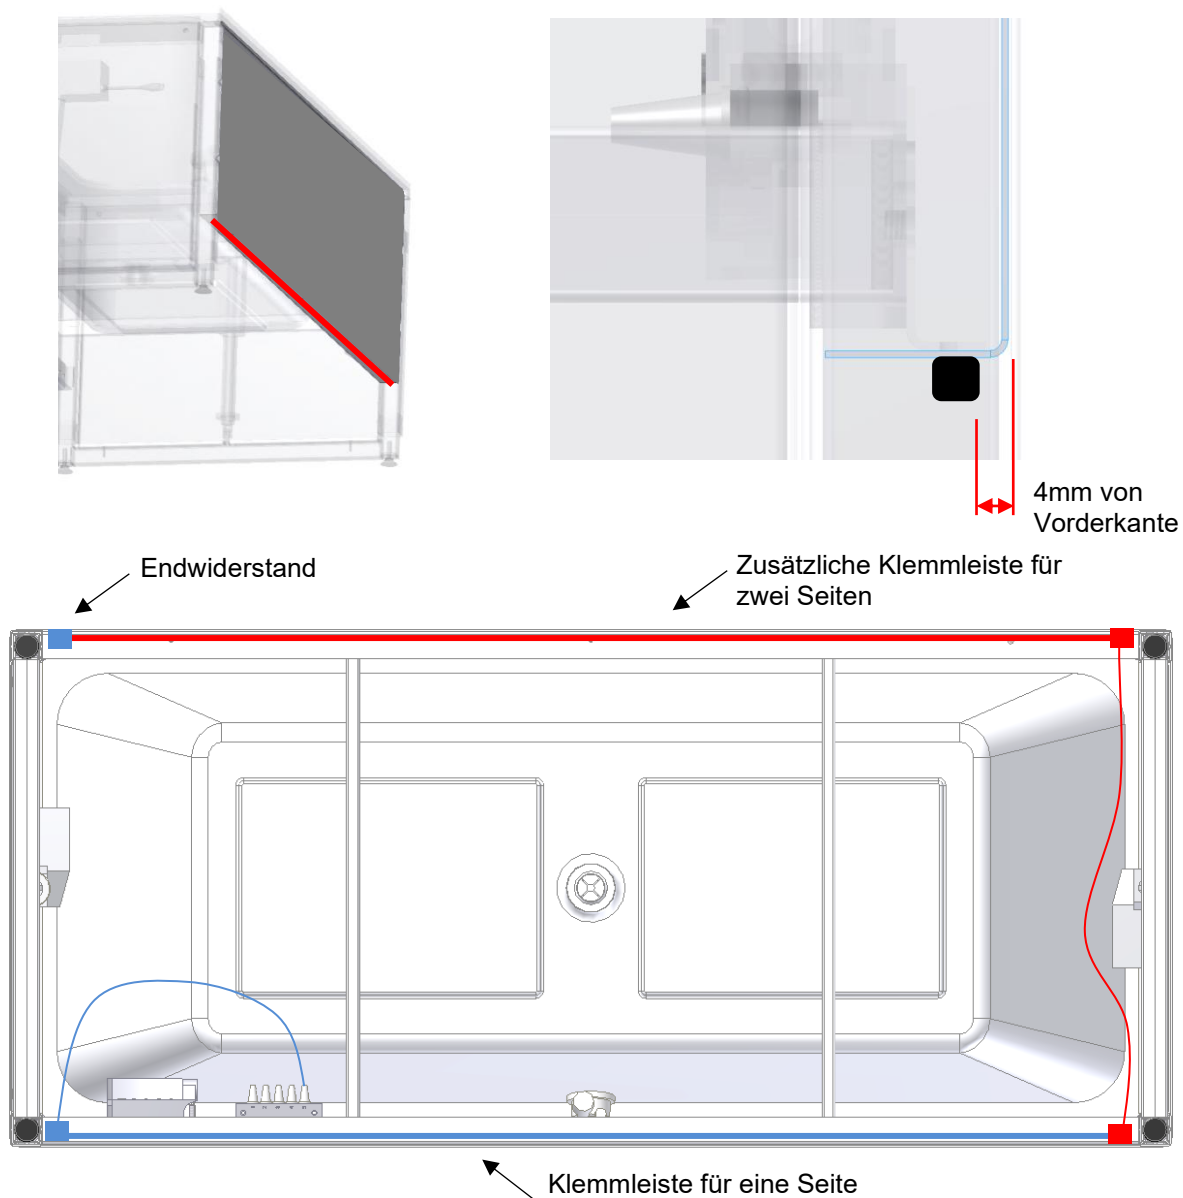 4mm von
Vorderkante
Endwiderstand
Zusätzliche Klemmleiste für
zwei Seiten
Klemmleiste für eine Seite